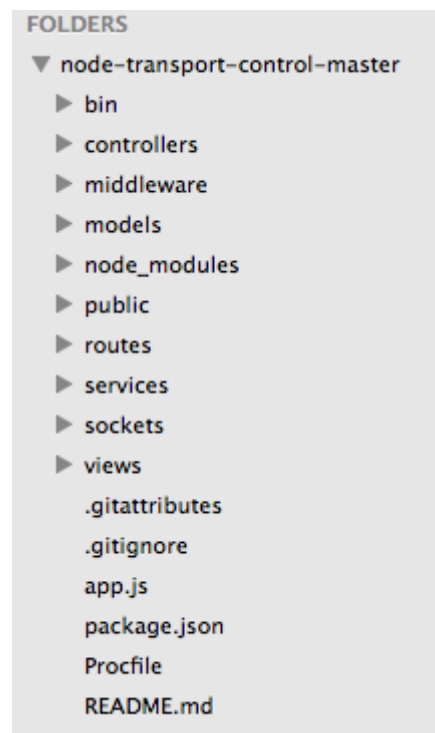 FOLDERS
node-transport-control-master
bin
controllers
middleware
models
node_modules
public
routes
services
sockets
views
.gitattributes
.gitignore
app.js
package.json
Procfile
README.md